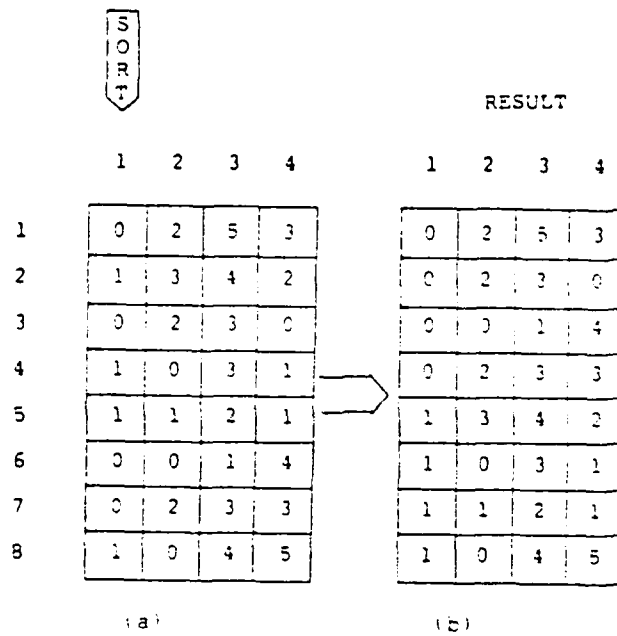 SORT
RESULT
1 2 3 4 1 2 3 4
1 0 2 5 3 0 2 5 3
2 1 3 4 2 0 2 3 0
3 0 2 3 0 0 0 1 4
4 1 0 3 1 0 2 3 3
5 1 1 2 1 1 3 4 2
6 0 0 1 4 1 0 3 1
7 0 2 3 3 1 1 2 1
8 1 0 4 5 1 0 4 5
(a) (b)